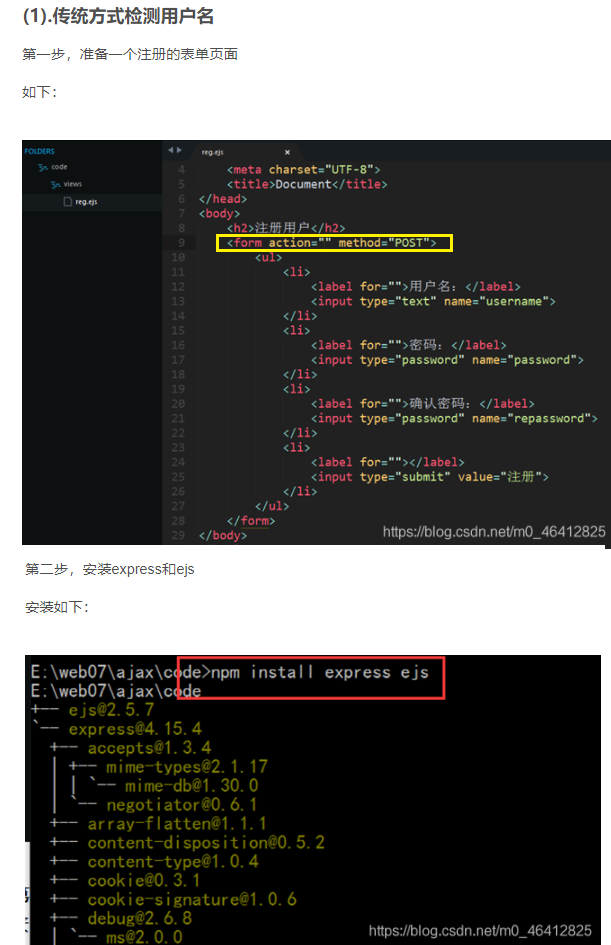 (1).传统方式检测用户名
第一步，准备一个注册的表单页面
如下：
FOLDERS
code
views
reg.ejs
reg.ejs ×
4 <meta charset="UTF-8">
5 <title>Document</title>
6 </head>
7 <body>
8 <h2>注册用户</h2>
9 <form action="" method="POST">
10 <ul>
11 <li>
12 <label for="">用户名：</label>
13 <input type="text" name="username">
14 </li>
15 <li>
16 <label for="">密码：</label>
17 <input type="password" name="password">
18 </li>
19 <li>
20 <label for="">确认密码：</label>
21 <input type="password" name="repassword">
22 </li>
23 <li>
24 <label for=""></label>
25 <input type="submit" value="注册">
26 </li>
27 </ul>
28 </form>
29 </body>
https://blog.csdn.net/m0_46412825
第二步，安装express和ejs
安装如下：
E:\web07\ajax\code>npm install express ejs
E:\web07\ajax\code
+-- ejs@2.5.7
`-- express@4.15.4
+-- accepts@1.3.4
| +-- mime-types@2.1.17
| | `-- mime-db@1.30.0
| `-- negotiator@0.6.1
+-- array-flatten@1.1.1
+-- content-disposition@0.5.2
+-- content-type@1.0.4
+-- cookie@0.3.1
+-- cookie-signature@1.0.6
+-- debug@2.6.8
| `-- ms@2.0.0
https://blog.csdn.net/m0_46412825